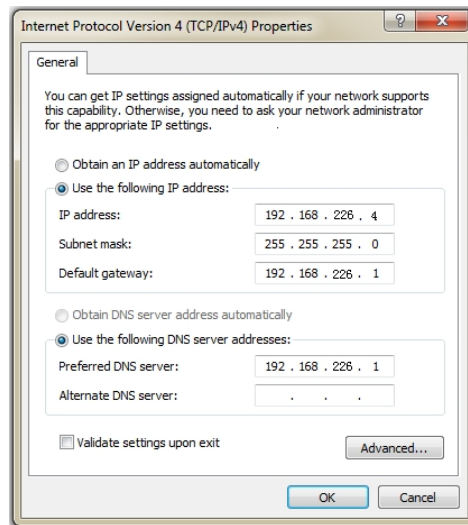 Internet Protocol Version 4 (TCP/IPv4) Properties
General
You can get IP settings assigned automatically if your network supports
this capability. Otherwise, you need to ask your network administrator
for the appropriate IP settings.
Obtain an IP address automatically
Use the following IP address:
IP address: 192 . 168 . 226 . 4
Subnet mask: 255 . 255 . 255 . 0
Default gateway: 192 . 168 . 226 . 1
Obtain DNS server address automatically
Use the following DNS server addresses:
Preferred DNS server: 192 . 168 . 226 . 1
Alternate DNS server: . . .
Validate settings upon exit
Advanced...
OK Cancel